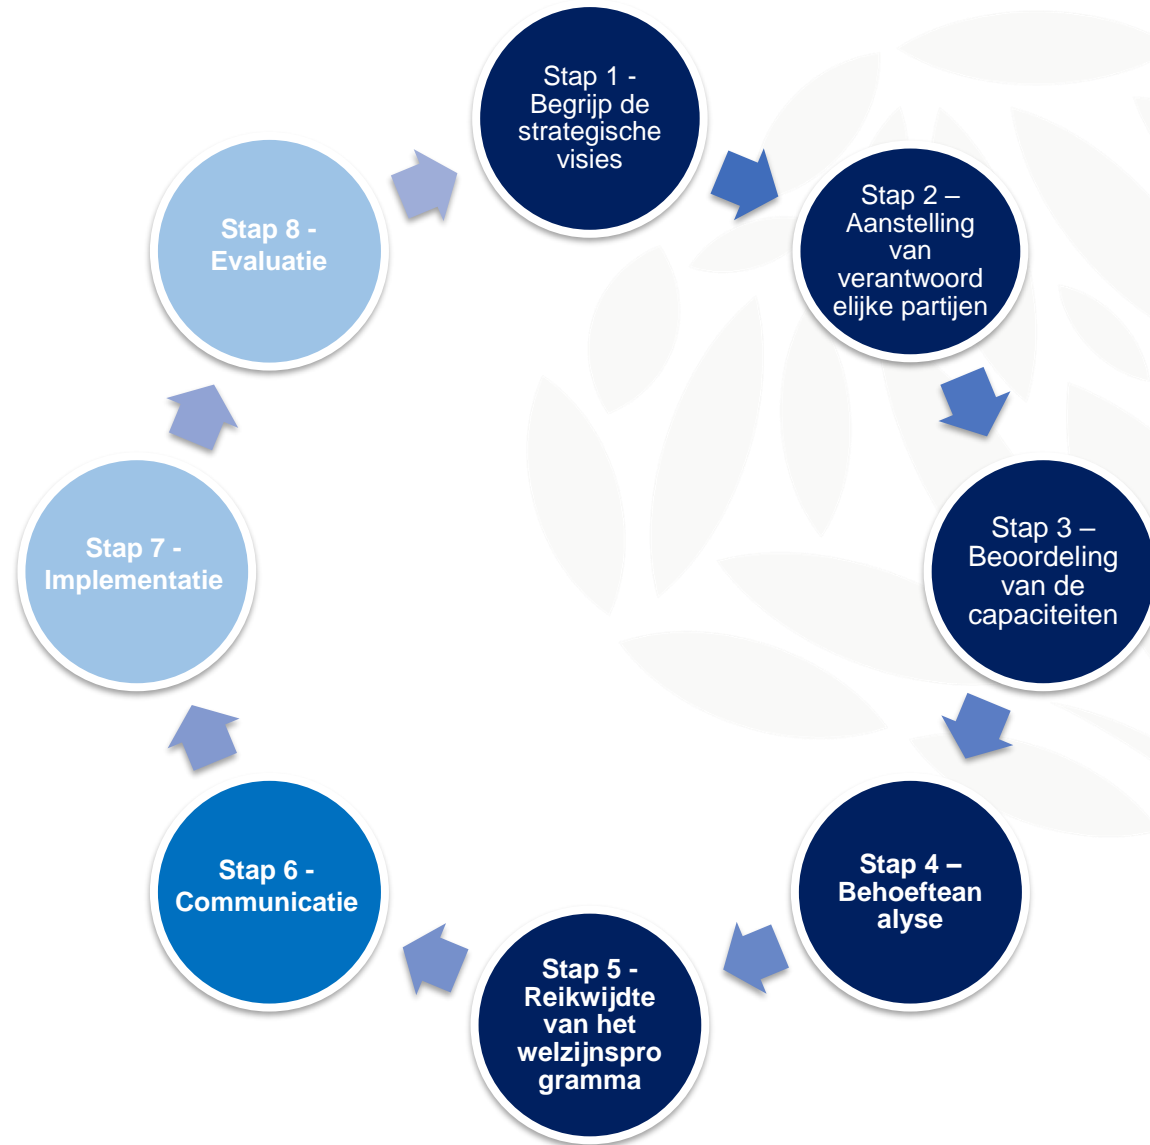 Stap 1 -
Begrijp de
strategische
visies
Stap 2 –
Aanstelling
van
verantwoord
elijke partijen
Stap 3 –
Beoordeling
van de
capaciteiten
Stap 4 –
Behoeftean
alyse
Stap 5 -
Reikwijdte
van het
welzijnspro
gramma
Stap 6 -
Communicatie
Stap 7 -
Implementatie
Stap 8 -
Evaluatie